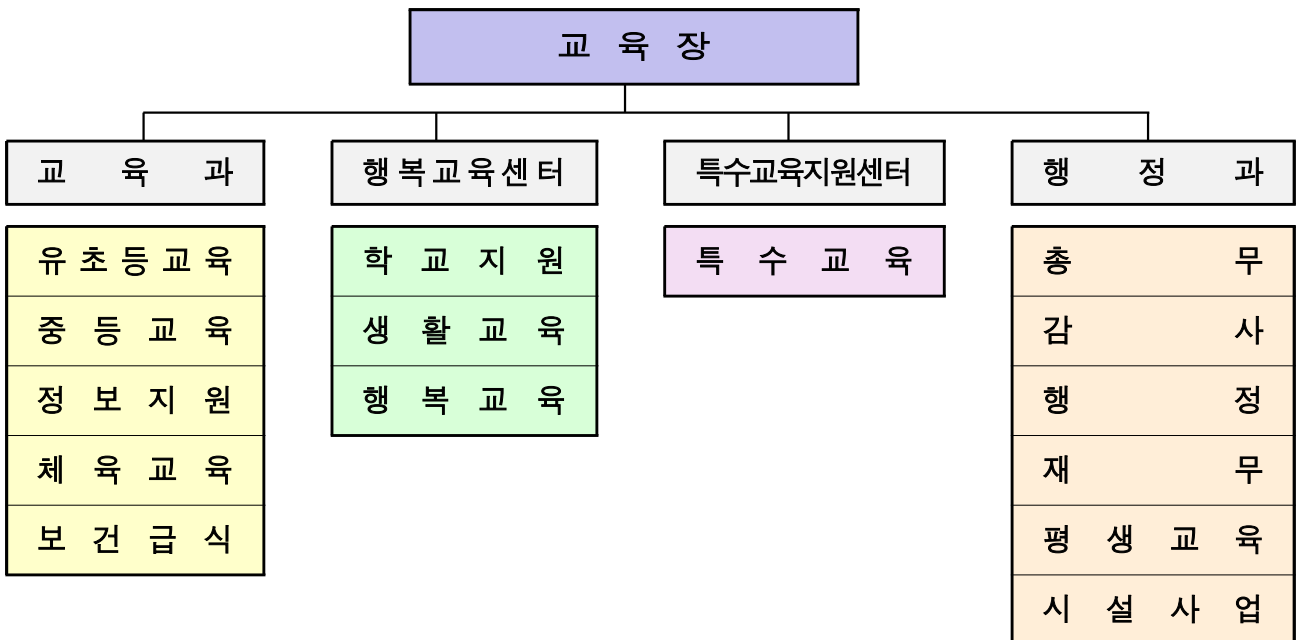 교 육 장
교 육 과
행복교육센터
특수교육지원센터
행 정 과
유초등교육
중등교육
정보지원
체육교육
보건급식
학교지원
생활교육
행복교육
특수교육
총 무
감 사
행 정
재 무
평생교육
시설사업